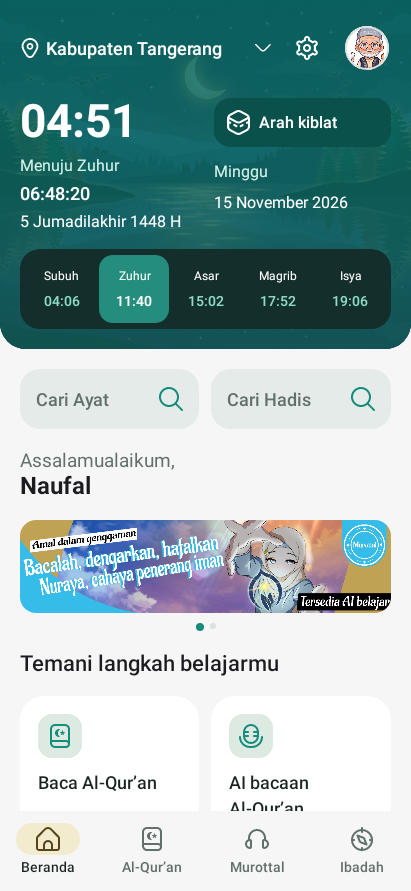 Kabupaten Tangerang
04:51
Arah kiblat
Menuju Zuhur
Minggu
06:48:20
15 November 2026
5 Jumadilakhir 1448 H
Subuh Zuhur Asar Magrib Isya
04:06 11:40 15:02 17:52 19:06
Cari Ayat Cari Hadis
Assalamualaikum,
Naufal
Amal dalam genggaman
Bacalah, dengarkan, hafalkan
Nuraya, cahaya penerang iman
Tersedia AI belajar
Temani langkah belajarmu
Baca Al-Qur’an
AI bacaan
Al-Qur’an
Beranda Al-Qur’an Murottal Ibadah